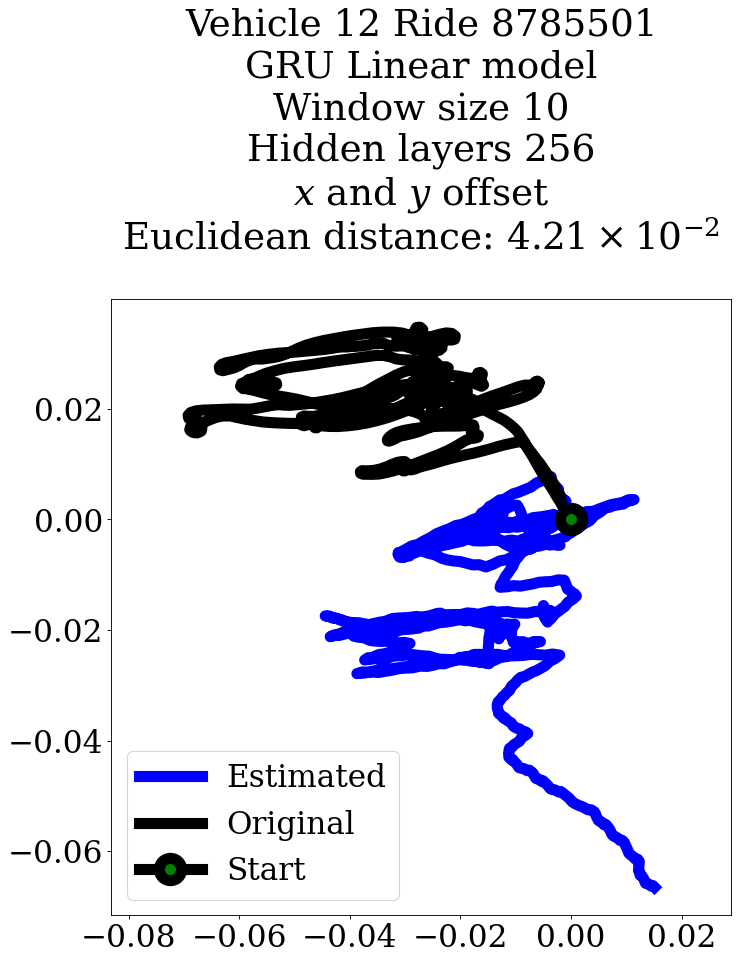 Vehicle 12 Ride 8785501
GRU Linear model
Window size 10
Hidden layers 256
x and y offset
Euclidean distance: 4.21 × 10⁻²
0.02
0.00
−0.02
−0.04
−0.06
Estimated
Original
Start
−0.08 −0.06 −0.04 −0.02 0.00 0.02